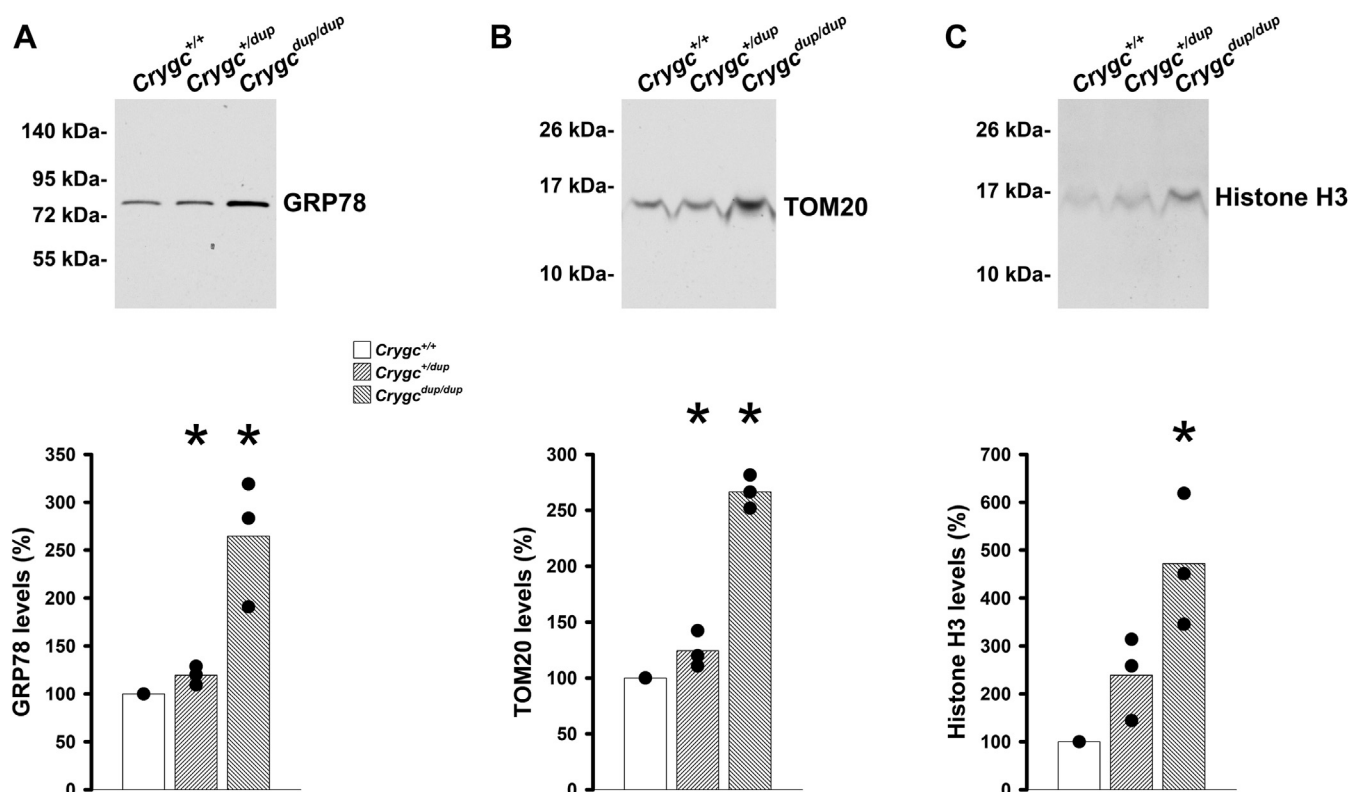 A
Crygc+/+
Crygc+/dup
Crygcdup/dup
140 kDa-
95 kDa-
72 kDa-
55 kDa-
GRP78
B
Crygc+/+
Crygc+/dup
Crygcdup/dup
26 kDa-
17 kDa-
10 kDa-
TOM20
C
Crygc+/+
Crygc+/dup
Crygcdup/dup
26 kDa-
17 kDa-
10 kDa-
Histone H3
Crygc+/+
Crygc+/dup
Crygcdup/dup
* *
350
300
250
200
150
100
50
0
GRP78 levels (%)
* *
300
250
200
150
100
50
0
TOM20 levels (%)
*
700
600
500
400
300
200
100
0
Histone H3 levels (%)